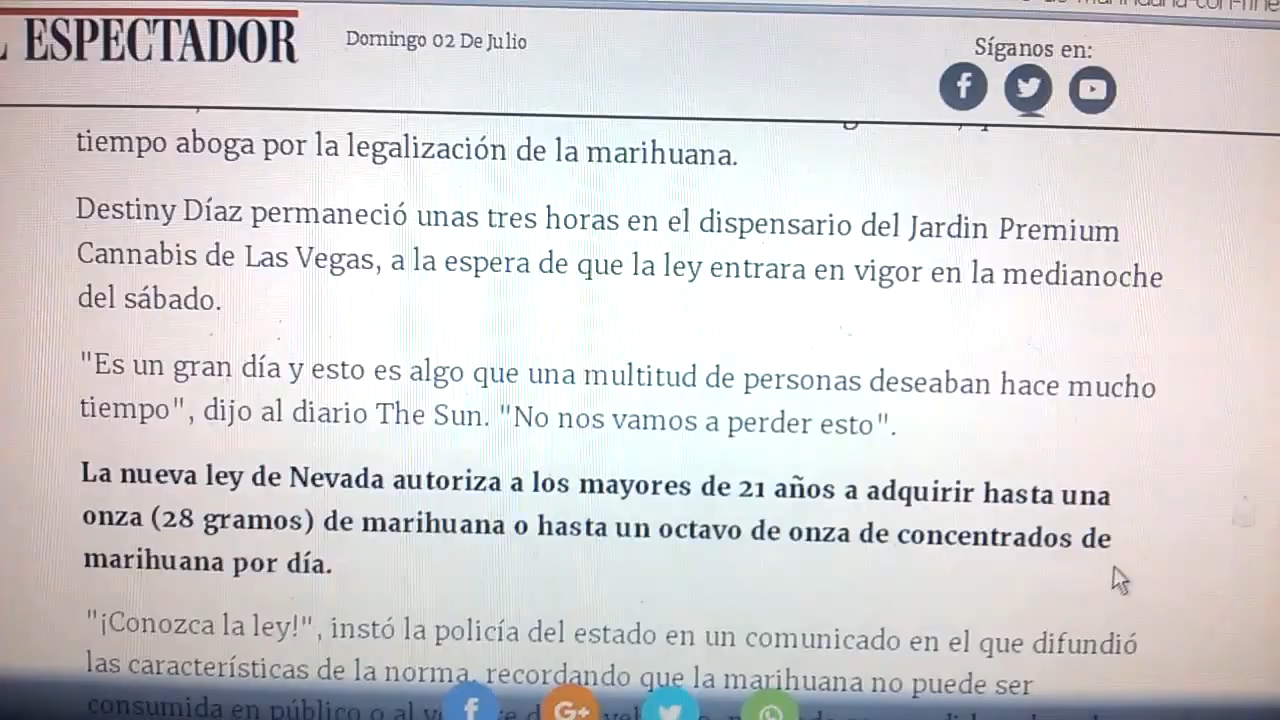 ESPECTADOR
Domingo 02 De Julio
Síganos en:
tiempo aboga por la legalización de la marihuana.
Destiny Díaz permaneció unas tres horas en el dispensario del Jardin Premium
Cannabis de Las Vegas, a la espera de que la ley entrara en vigor en la medianoche
del sábado.
"Es un gran día y esto es algo que una multitud de personas deseaban hace mucho
tiempo", dijo al diario The Sun. "No nos vamos a perder esto".
La nueva ley de Nevada autoriza a los mayores de 21 años a adquirir hasta una
onza (28 gramos) de marihuana o hasta un octavo de onza de concentrados de
marihuana por día.
"¡Conozca la ley!", instó la policía del estado en un comunicado en el que difundió
las características de la norma, recordando que la marihuana no puede ser
consumida en público o al
G+